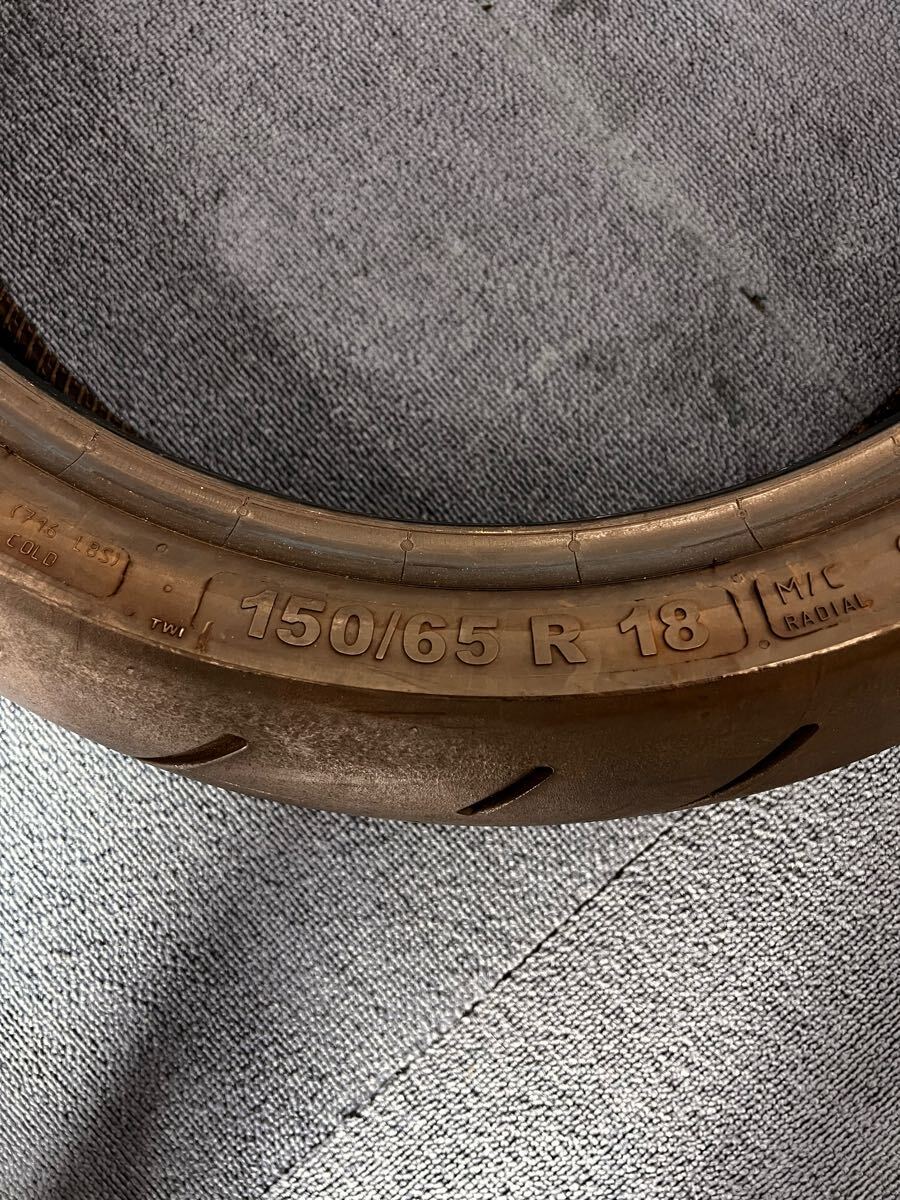 (716 LBS)
COLD
TWI
150/65 R 18
M/C
RADIAL